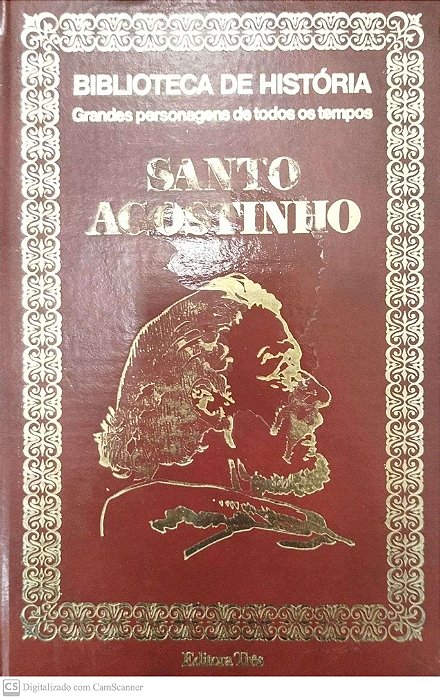 BIBLIOTECA DE HISTÓRIA
Grandes personagens de todos os tempos
SANTO
AGOSTINHO
Editora Três
CS Digitalizado com CamScanner